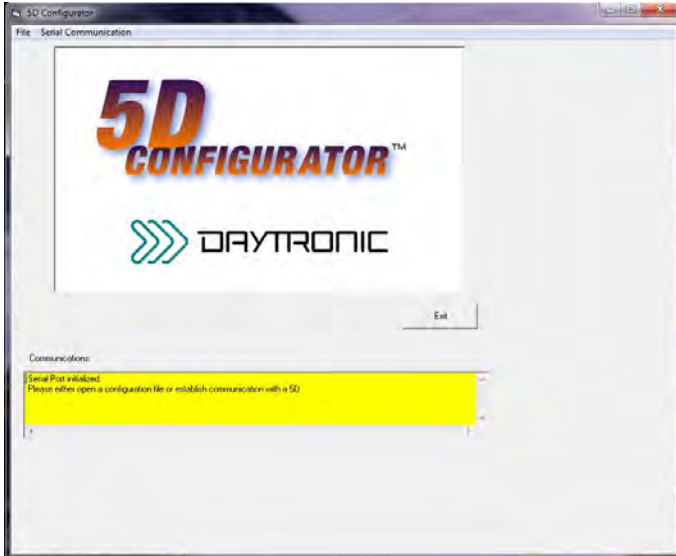 5D Configurator
File Serial Communication
5D
CONFIGURATOR™
DAYTRONIC
Exit
Communications:
Serial Port initialized
Please either open a configuration file or establish communication with a 5D